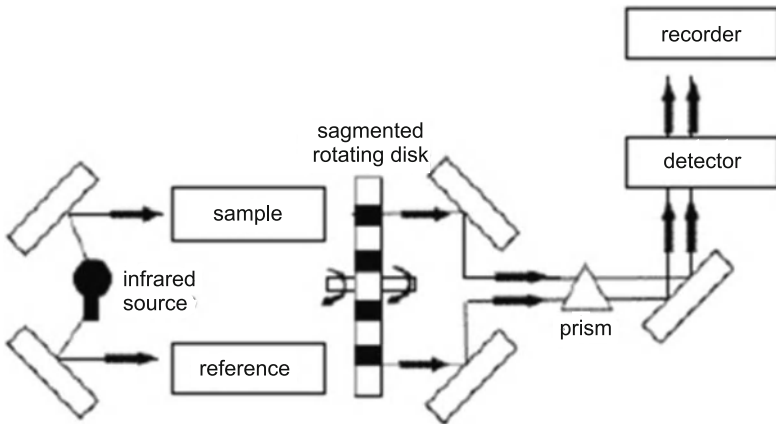 recorder
sagmented
rotating disk
detector
sample
infrared
source
prism
reference